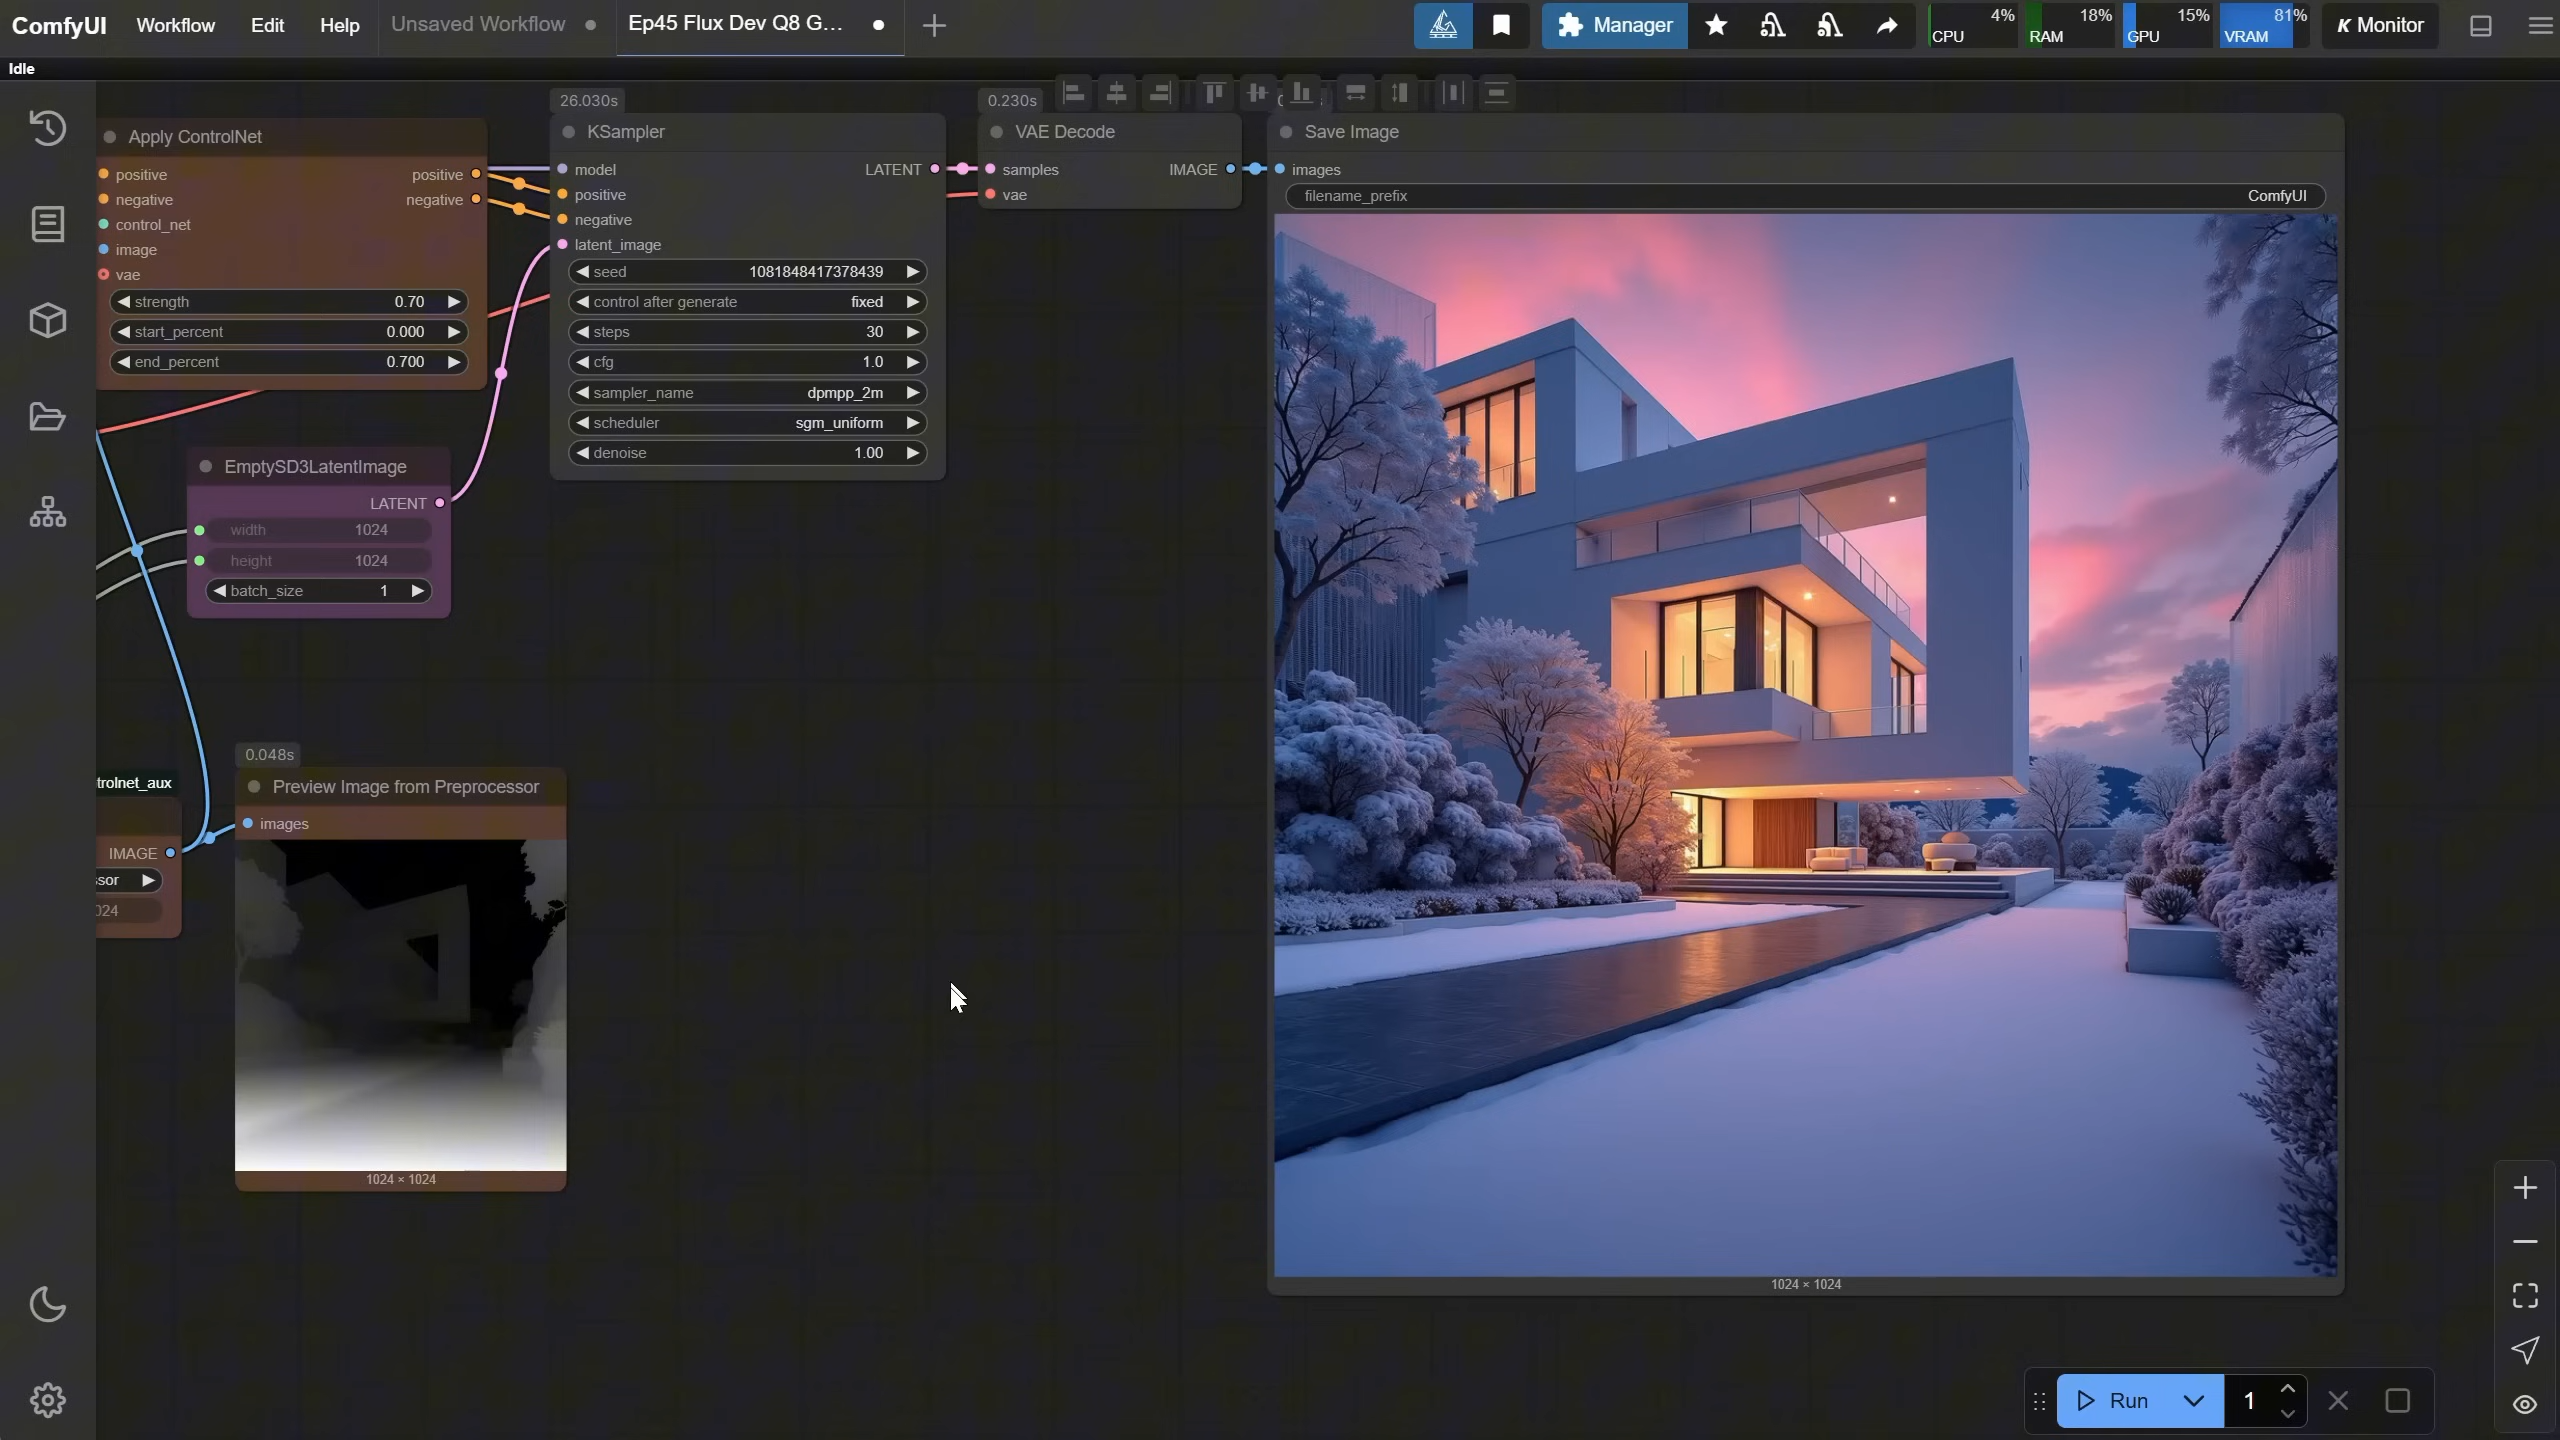 ComfyUI Workflow Edit Help Unsaved Workflow Ep45 Flux Dev Q8 G... Manager CPU 4% RAM 18% GPU 15% VRAM 81% K Monitor
Idle
Apply ControlNet
positive positive
negative negative
control_net
image
vae
strength 0.70
start_percent 0.000
end_percent 0.700
26.030s
KSampler
model LATENT
positive
negative
latent_image
seed 1081848417378439
control after generate fixed
steps 30
cfg 1.0
sampler_name dpmpp_2m
scheduler sgm_uniform
denoise 1.00
0.230s
VAE Decode
samples IMAGE
vae
Save Image
images
filename_prefix ComfyUI
1024 × 1024
EmptySD3LatentImage
LATENT
width 1024
height 1024
batch_size 1
trolnet_aux
IMAGE
ssor
024
0.048s
Preview Image from Preprocessor
images
1024 × 1024
Run 1